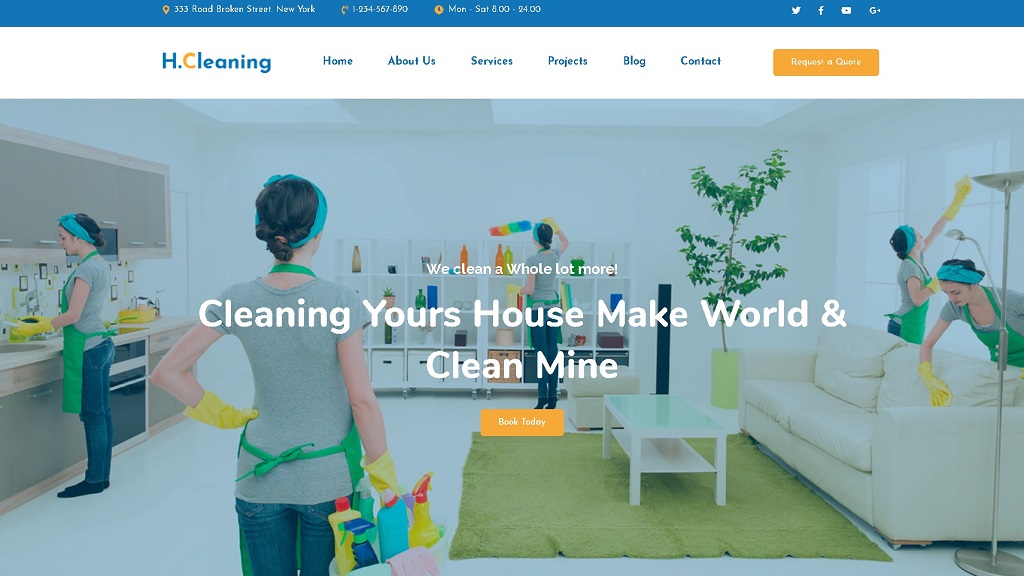 333 Road Broken Street, New York
1-234-567-890
Mon - Sat 8.00 - 24.00
H.Cleaning
Home
About Us
Services
Projects
Blog
Contact
Request a Quote
We clean a Whole lot more!
Cleaning Yours House Make World &
Clean Mine
Book Today